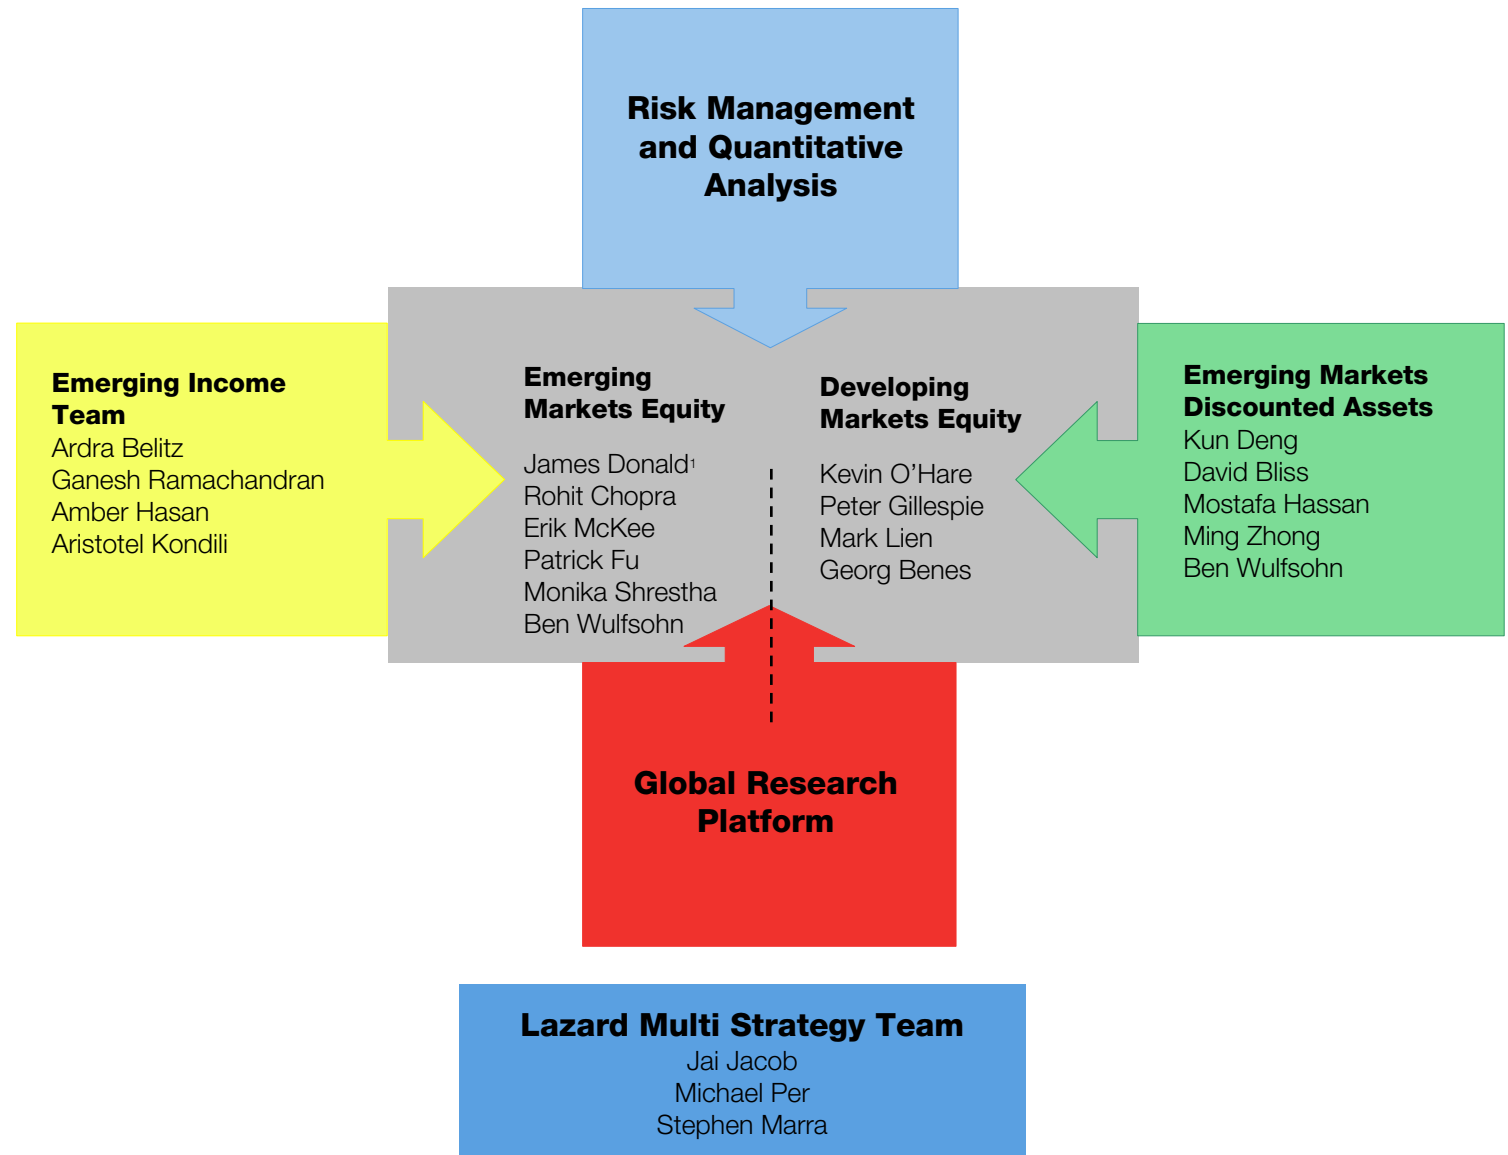 Risk Management
and Quantitative
Analysis
Emerging Income
Team
Ardra Belitz
Ganesh Ramachandran
Amber Hasan
Aristotel Kondili
Emerging
Markets Equity
James Donald¹
Rohit Chopra
Erik McKee
Patrick Fu
Monika Shrestha
Ben Wulfsohn
Developing
Markets Equity
Kevin O’Hare
Peter Gillespie
Mark Lien
Georg Benes
Emerging Markets
Discounted Assets
Kun Deng
David Bliss
Mostafa Hassan
Ming Zhong
Ben Wulfsohn
Global Research
Platform
Lazard Multi Strategy Team
Jai Jacob
Michael Per
Stephen Marra